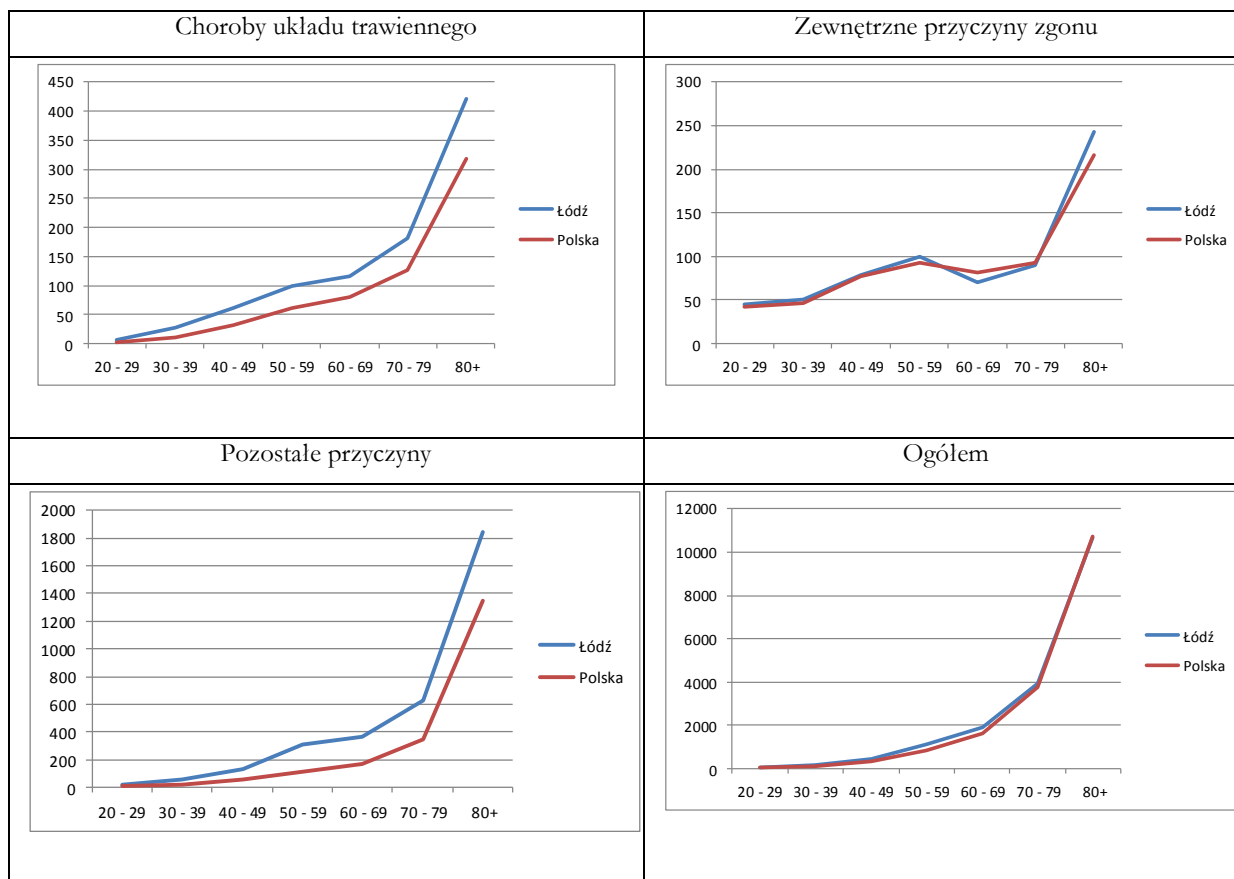 Choroby układu trawiennego
450
400
350
300
250
200
150
100
50
0
20 - 29 30 - 39 40 - 49 50 - 59 60 - 69 70 - 79 80+
Łódź
Polska
Zewnętrzne przyczyny zgonu
300
250
200
150
100
50
0
20 - 29 30 - 39 40 - 49 50 - 59 60 - 69 70 - 79 80+
Łódź
Polska
Pozostałe przyczyny
2000
1800
1600
1400
1200
1000
800
600
400
200
0
20 - 29 30 - 39 40 - 49 50 - 59 60 - 69 70 - 79 80+
Łódź
Polska
Ogółem
12000
10000
8000
6000
4000
2000
0
20 - 29 30 - 39 40 - 49 50 - 59 60 - 69 70 - 79 80+
Łódź
Polska